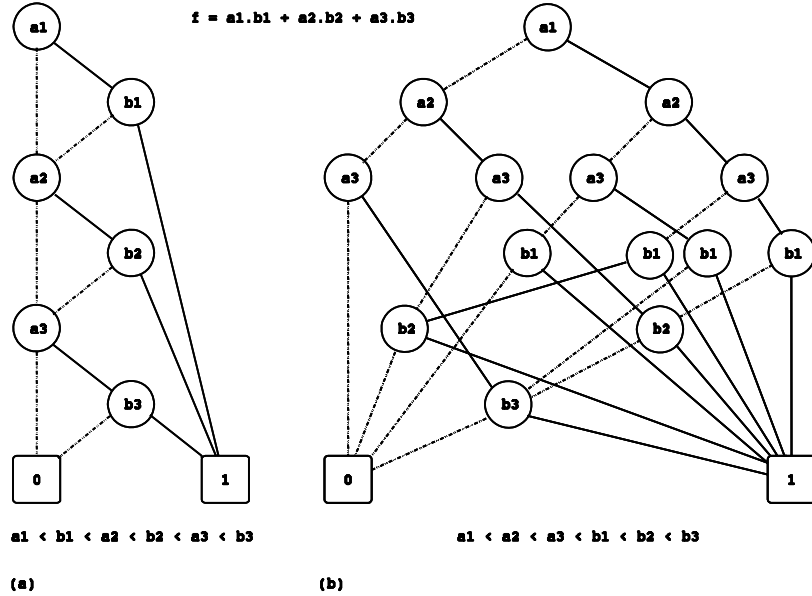 f = a1.b1 + a2.b2 + a3.b3
a1
a1
b1
a2
a2
a2
a3
a3
a3
a3
b2
b1
b1
b1
b1
a3
b2
b2
b3
b3
0
1
0
1
a1 < b1 < a2 < b2 < a3 < b3
a1 < a2 < a3 < b1 < b2 < b3
(a)
(b)